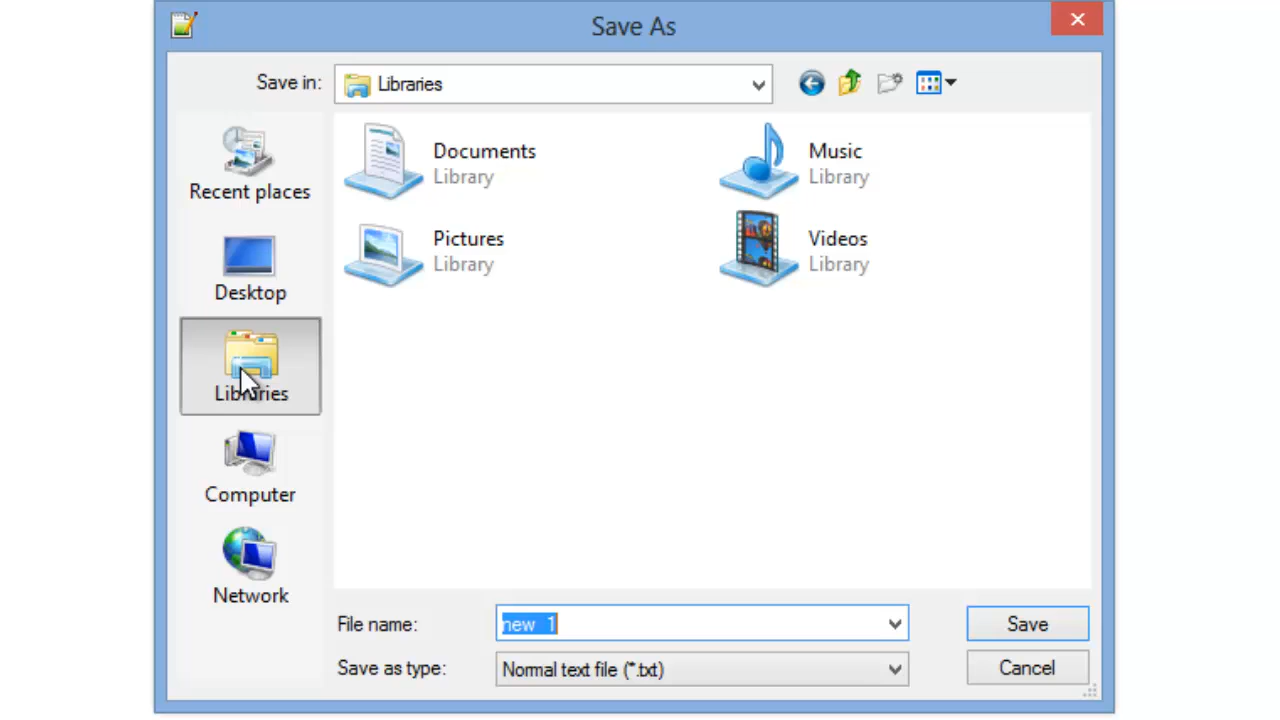 Save As
Save in:
Libraries
Recent places
Desktop
Libraries
Computer
Network
Documents
Library
Music
Library
Pictures
Library
Videos
Library
File name:
new  1
Save
Save as type:
Normal text file (*.txt)
Cancel